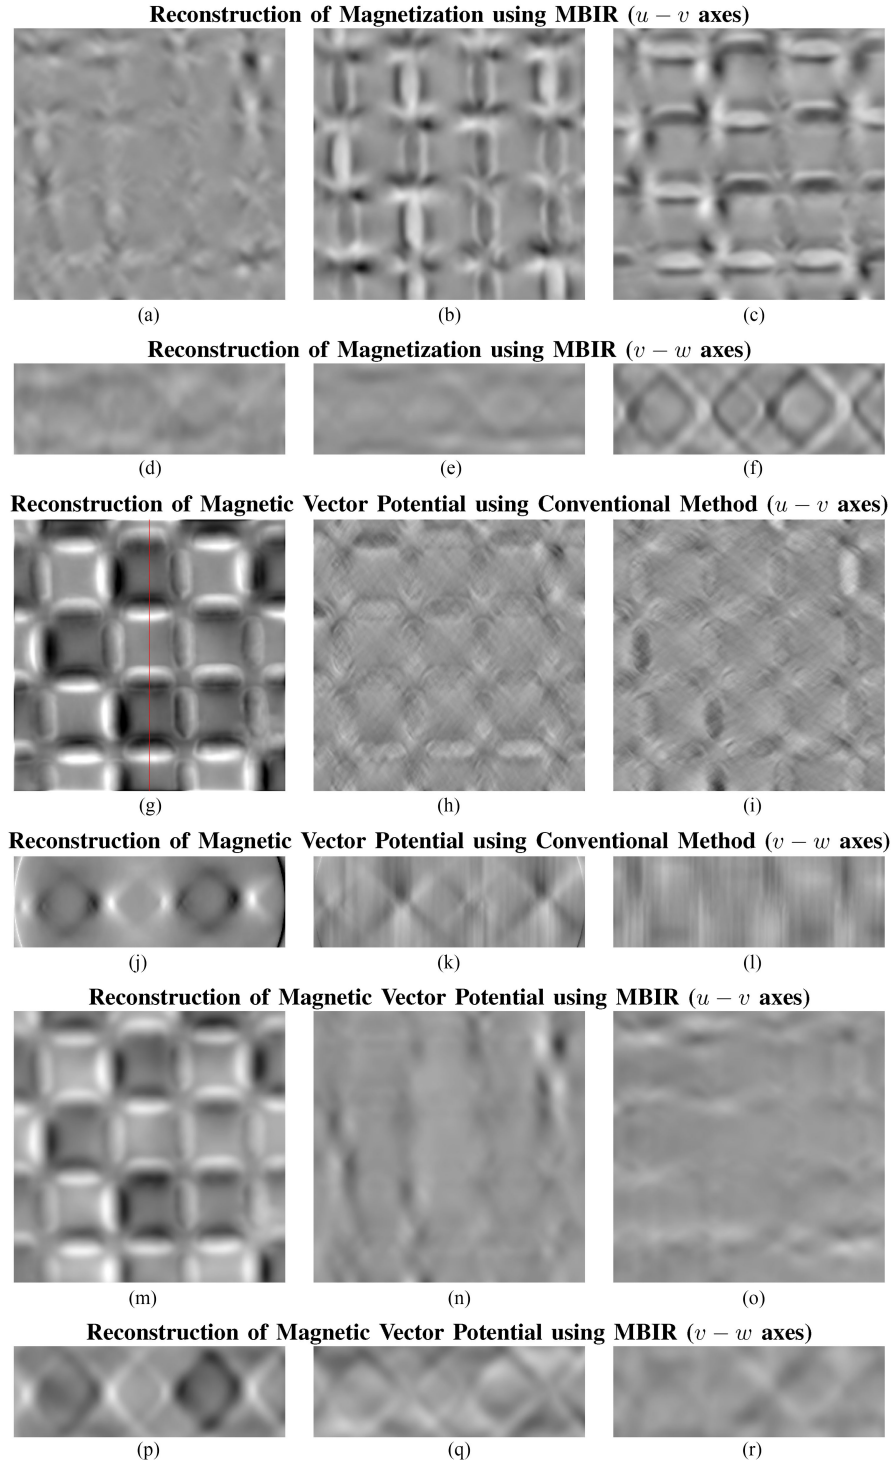 Reconstruction of Magnetization using MBIR (u − v axes)
(a) (b) (c)
Reconstruction of Magnetization using MBIR (v − w axes)
(d) (e) (f)
Reconstruction of Magnetic Vector Potential using Conventional Method (u − v axes)
(g) (h) (i)
Reconstruction of Magnetic Vector Potential using Conventional Method (v − w axes)
(j) (k) (l)
Reconstruction of Magnetic Vector Potential using MBIR (u − v axes)
(m) (n) (o)
Reconstruction of Magnetic Vector Potential using MBIR (v − w axes)
(p) (q) (r)